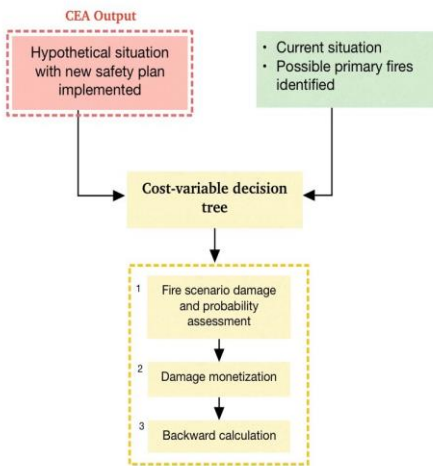 CEA Output
Hypothetical situation
with new safety plan
implemented
• Current situation
• Possible primary fires
identified
Cost-variable decision
tree
1
Fire scenario damage
and probability
assessment
2
Damage monetization
3
Backward calculation